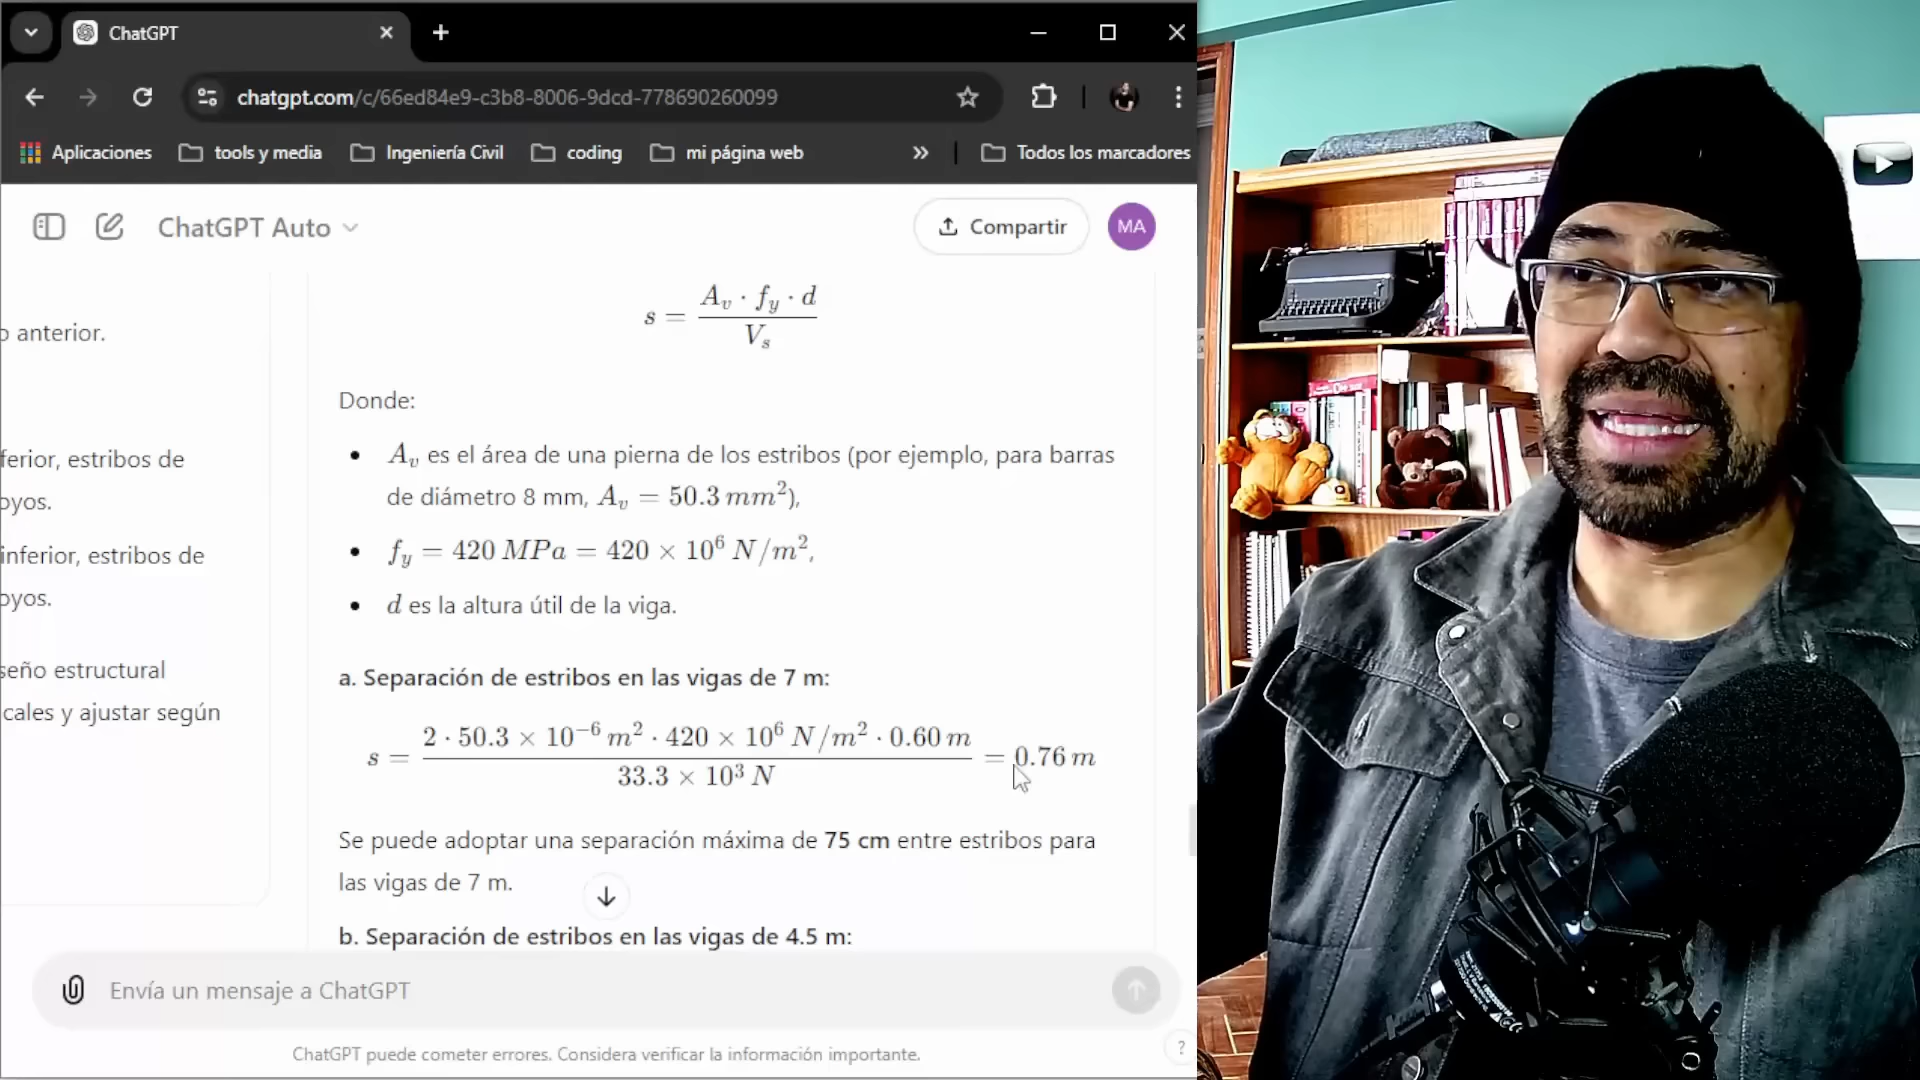 ChatGPT
chatgpt.com/c/66ed84e9-c3b8-8006-9dcd-778690260099
Aplicaciones tools y media Ingeniería Civil coding mi página web » Todos los marcadores
ChatGPT Auto
Compartir MA
o anterior.
ferior, estribos de
oyos.
inferior, estribos de
oyos.
seño estructural
cales y ajustar según
s = A_v · f_y · d / V_s
Donde:
• A_v es el área de una pierna de los estribos (por ejemplo, para barras
de diámetro 8 mm, A_v = 50.3 mm²),
• f_y = 420 MPa = 420 × 10⁶ N/m²,
• d es la altura útil de la viga.
a. Separación de estribos en las vigas de 7 m:
s = 2 · 50.3 × 10⁻⁶ m² · 420 × 10⁶ N/m² · 0.60 m / 33.3 × 10³ N = 0.76 m
Se puede adoptar una separación máxima de 75 cm entre estribos para
las vigas de 7 m.
b. Separación de estribos en las vigas de 4.5 m:
Envía un mensaje a ChatGPT
ChatGPT puede cometer errores. Considera verificar la información importante.
?